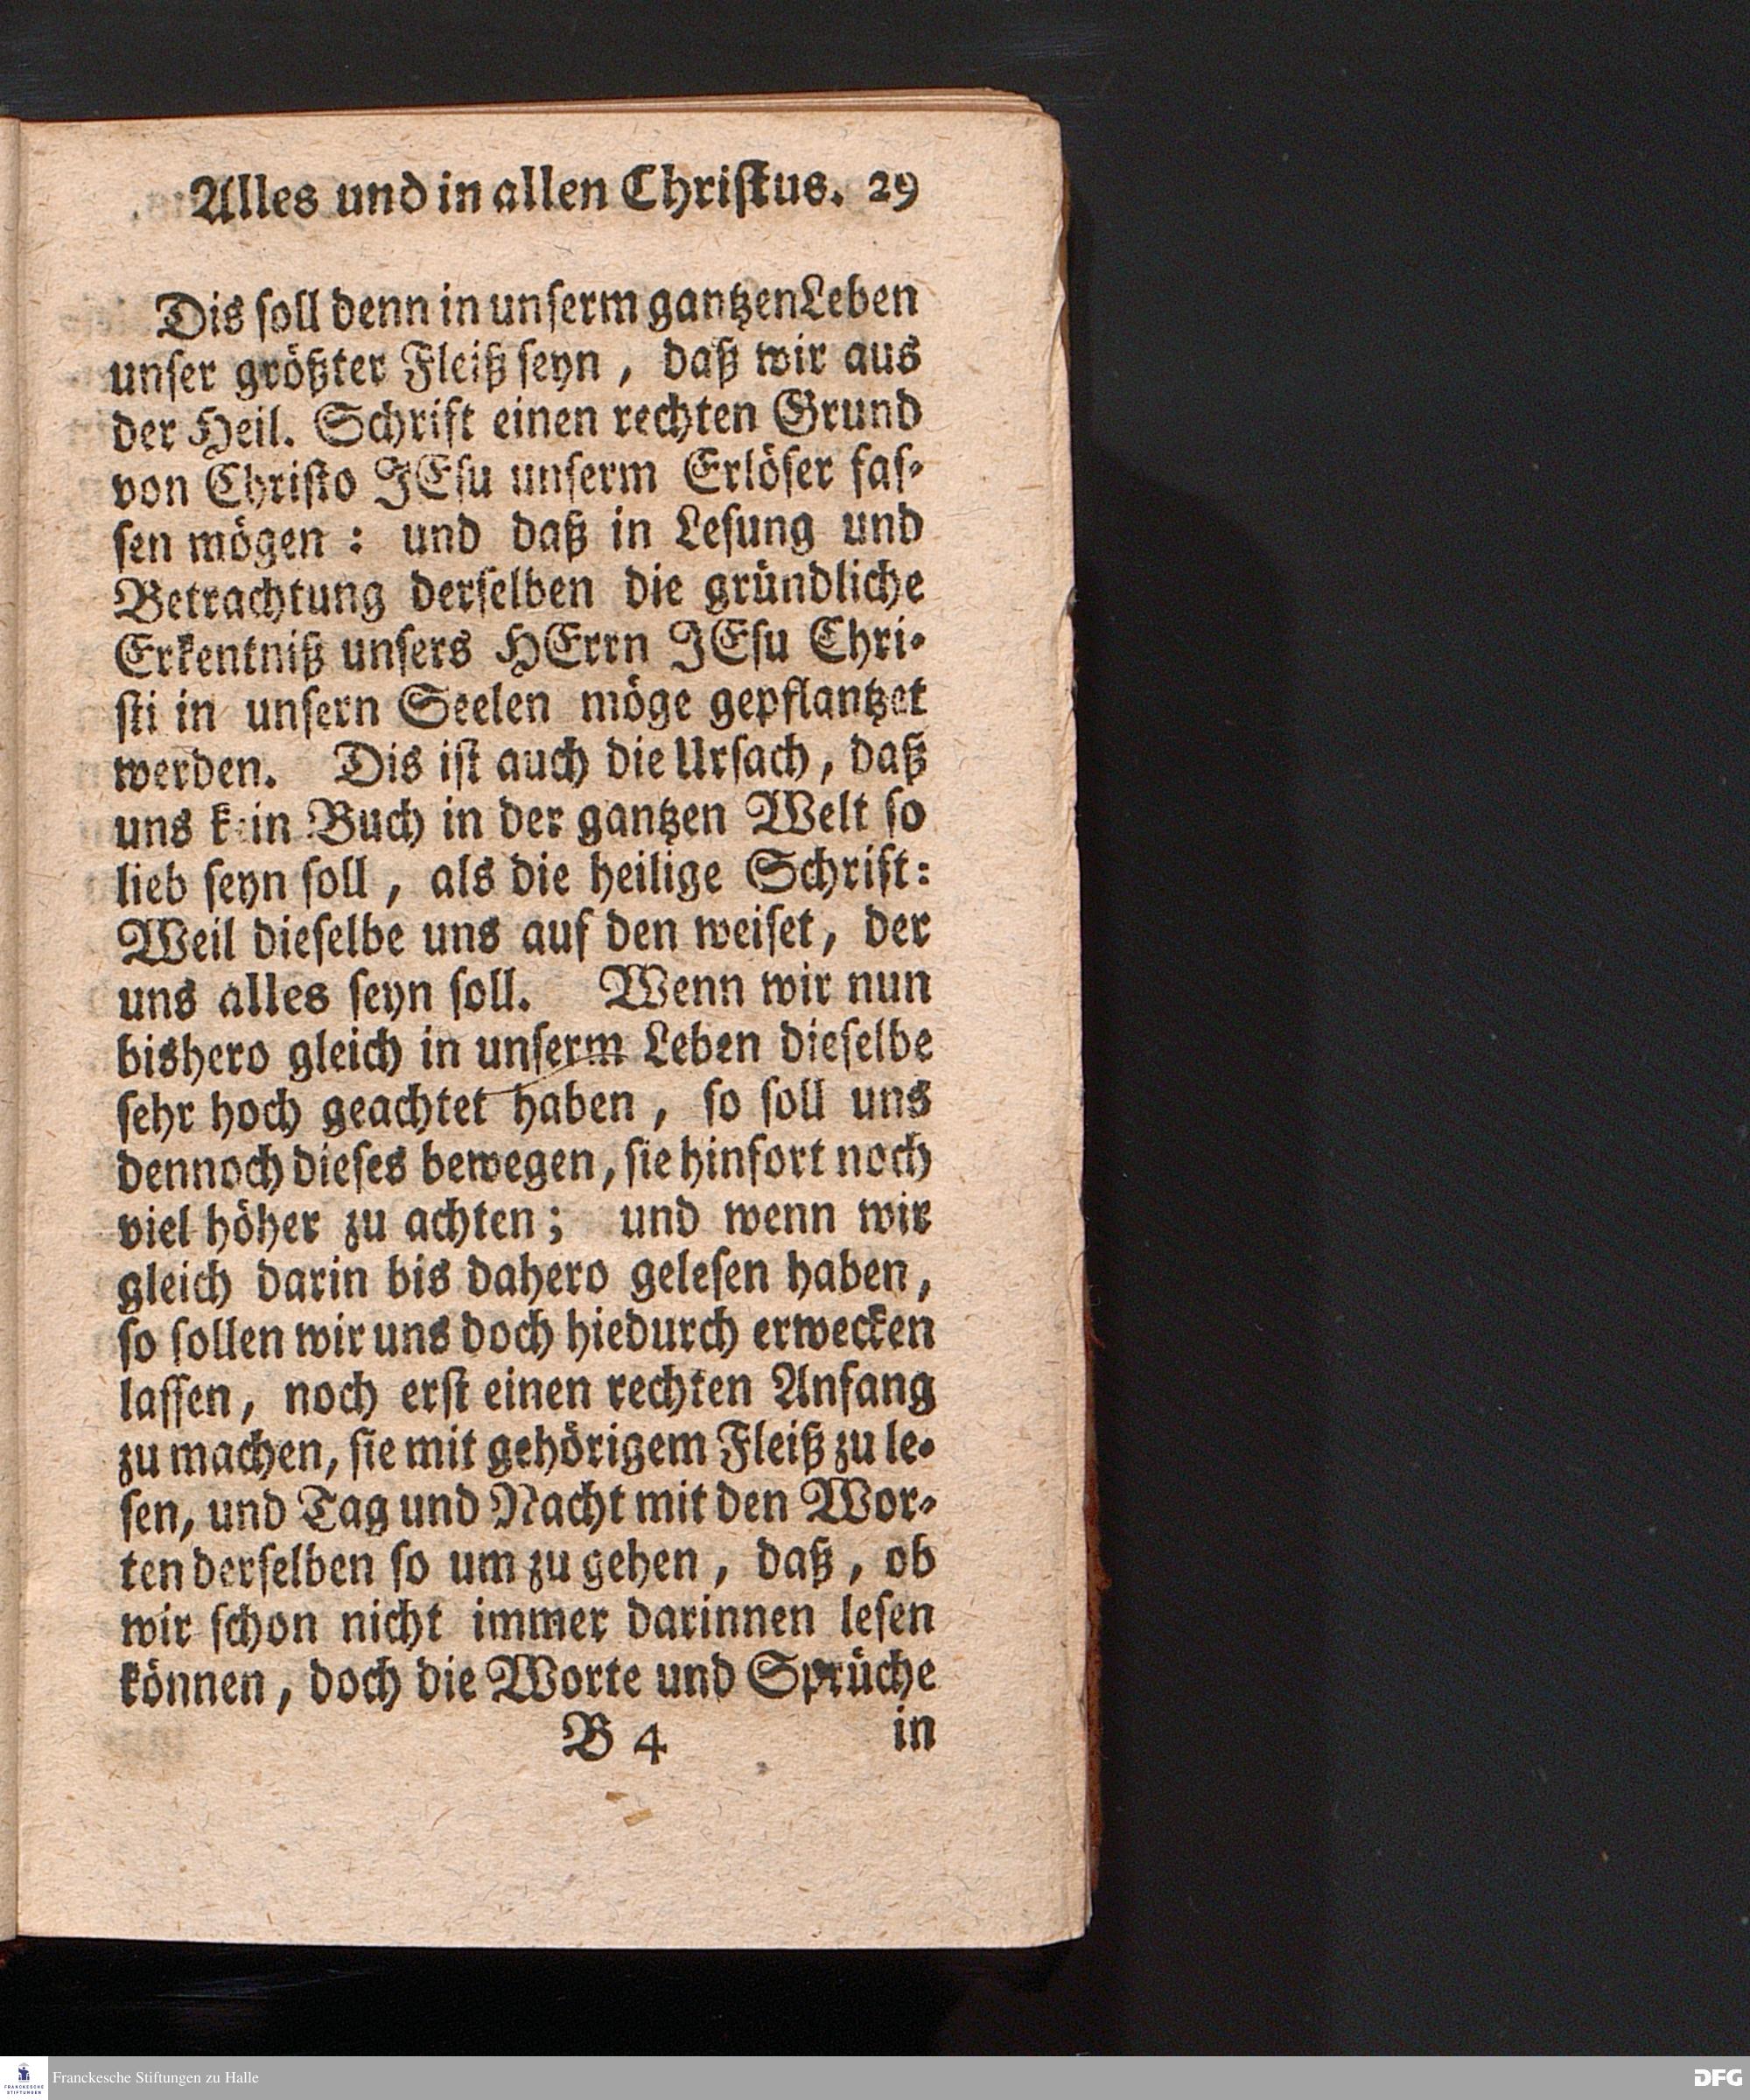 Alles und in allen Chriſtus. 29
Dis ſoll denn in unſerm gantzen Leben
unſer größter Fleiß ſeyn, daß wir aus
der Heil. Schrift einen rechten Grund
von Chriſto JEſu unſerm Erlöſer faſ-
ſen mögen: und daß in Leſung und
Betrachtung derſelben die gründliche
Erkentniß unſers HErrn JEſu Chri-
ſti in unſern Seelen möge gepflantzet
werden. Dis iſt auch die Urſach, daß
uns kein Buch in der gantzen Welt ſo
lieb ſeyn ſoll, als die heilige Schrift:
Weil dieſelbe uns auf den weiſet, der
uns alles ſeyn ſoll. Wenn wir nun
bishero gleich in unſerm Leben dieſelbe
ſehr hoch geachtet haben, ſo ſoll uns
dennoch dieſes bewegen, ſie hinfort noch
viel höher zu achten; und wenn wir
gleich darin bis dahero geleſen haben,
ſo ſollen wir uns doch hiedurch erwecken
laſſen, noch erſt einen rechten Anfang
zu machen, ſie mit gehörigem Fleiß zu le-
ſen, und Tag und Nacht mit den Wor-
ten derſelben ſo um zu gehen, daß, ob
wir ſchon nicht immer darinnen leſen
können, doch die Worte und Sprüche
B 4 in
FRANCKESCHE
STIFTUNGEN
Franckesche Stiftungen zu Halle
DFG